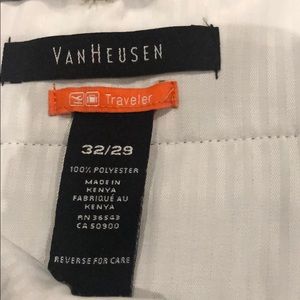 VANHEUSEN
Traveler
32/29
100% POLYESTER
MADE IN
KENYA
FABRIQUÉ AU
KENYA
RN 36543
CA 50900
REVERSE FOR CARE